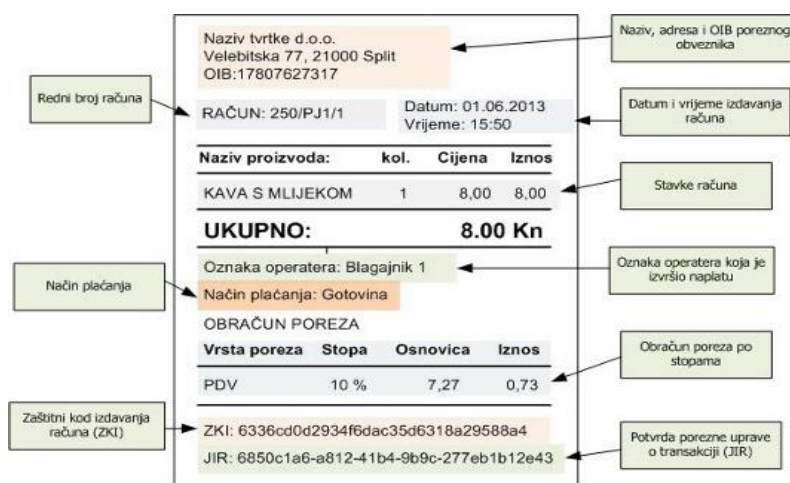 Naziv tvrtke d.o.o.
Velebitska 77, 21000 Split
OIB:17807627317
Naziv, adresa i OIB poreznog
obveznika
Redni broj računa
RAČUN: 250/PJ1/1
Datum: 01.06.2013
Vrijeme: 15:50
Datum i vrijeme izdavanja
računa
Naziv proizvoda: kol. Cijena Iznos
KAVA S MLIJEKOM 1 8,00 8,00
Stavke računa
UKUPNO: 8.00 Kn
Oznaka operatera: Blagajnik 1
Oznaka operatera koja je
izvršio naplatu
Način plaćanja
Način plaćanja: Gotovina
OBRAČUN POREZA
Vrsta poreza Stopa Osnovica Iznos
PDV 10 % 7,27 0,73
Obračun poreza po
stopama
Zaštitni kod izdavanja
računa (ZKI)
ZKI: 6336cd0d2934f6dac35d6318a29588a4
JIR: 6850c1a6-a812-41b4-9b9c-277eb1b12e43
Potvrda porezne uprave
o transakciji (JIR)